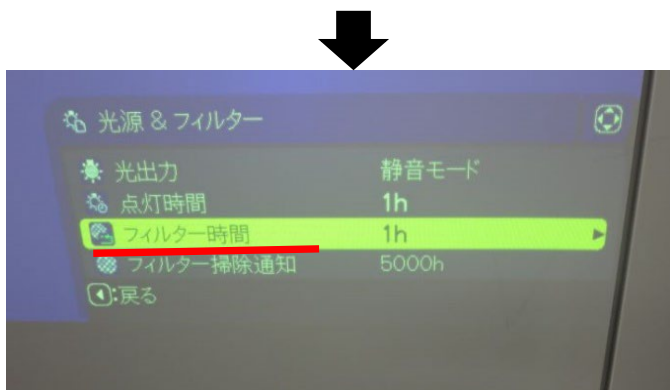 光源 & フィルター
光出力 静音モード
点灯時間 1h
フィルター時間 1h
フィルター掃除通知 5000h
:戻る